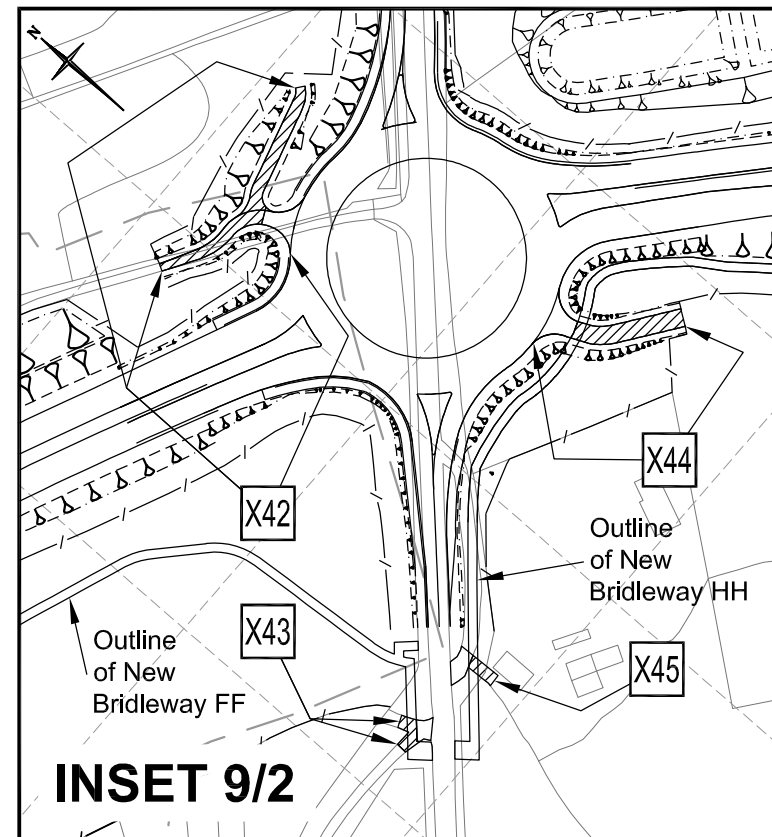 N
X42
X44
Outline
of New
Bridleway HH
X43
Outline
of New
Bridleway FF
X45
INSET 9/2